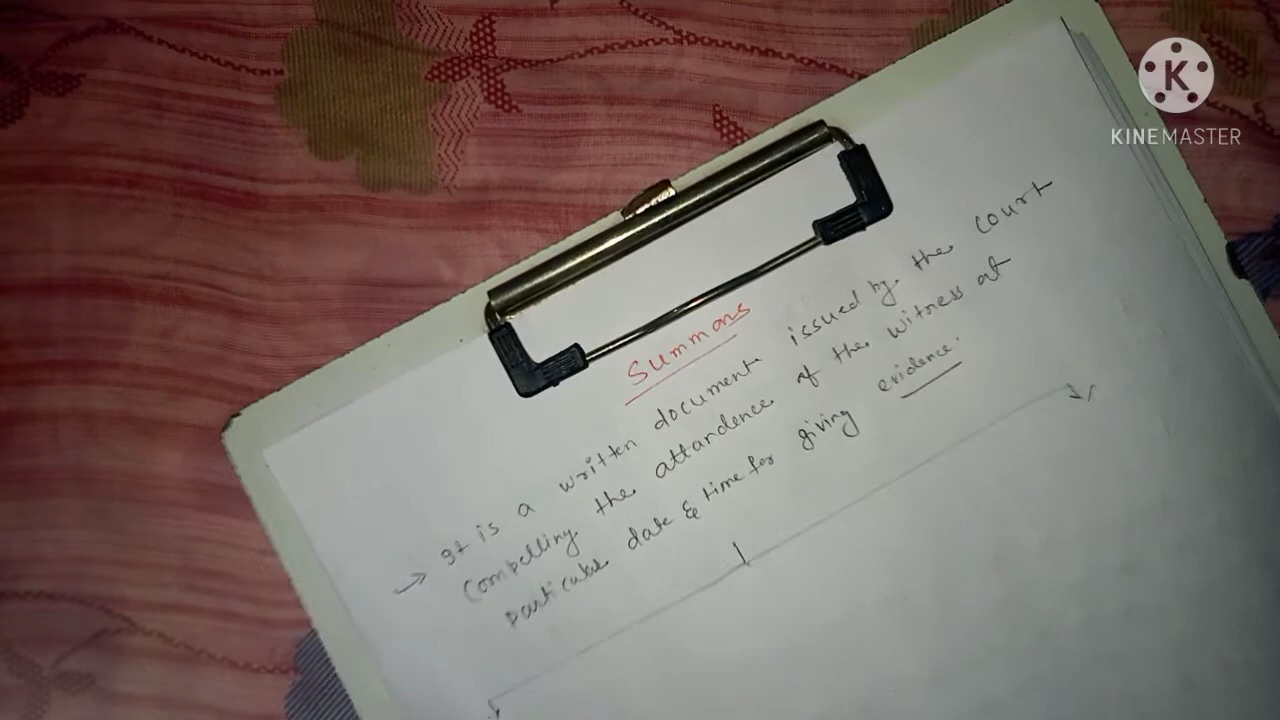 KINEMASTER
Summons
→ It is a written document issued by the court
Compelling the attandence of the witness at
particular date & time for giving evidence.